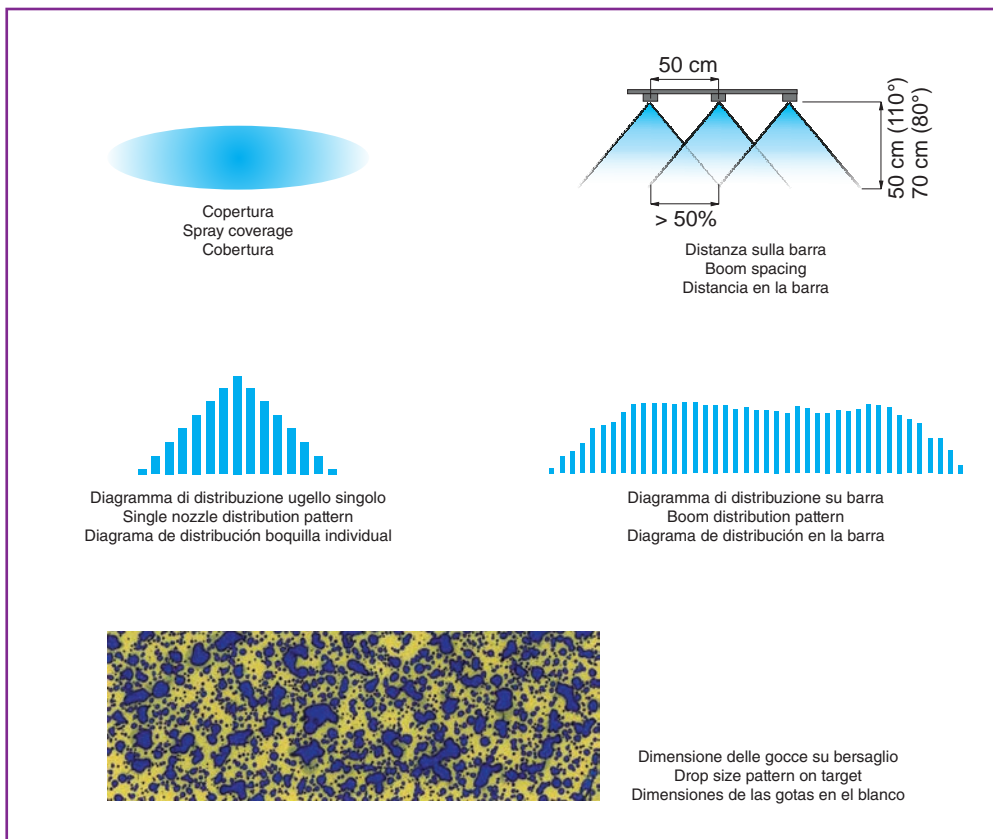 50 cm
50 cm (110°)
70 cm (80°)
> 50%
Copertura
Spray coverage
Cobertura
Distanza sulla barra
Boom spacing
Distancia en la barra
Diagramma di distribuzione ugello singolo
Single nozzle distribution pattern
Diagrama de distribución boquilla individual
Diagramma di distribuzione su barra
Boom distribution pattern
Diagrama de distribución en la barra
Dimensione delle gocce su bersaglio
Drop size pattern on target
Dimensiones de las gotas en el blanco